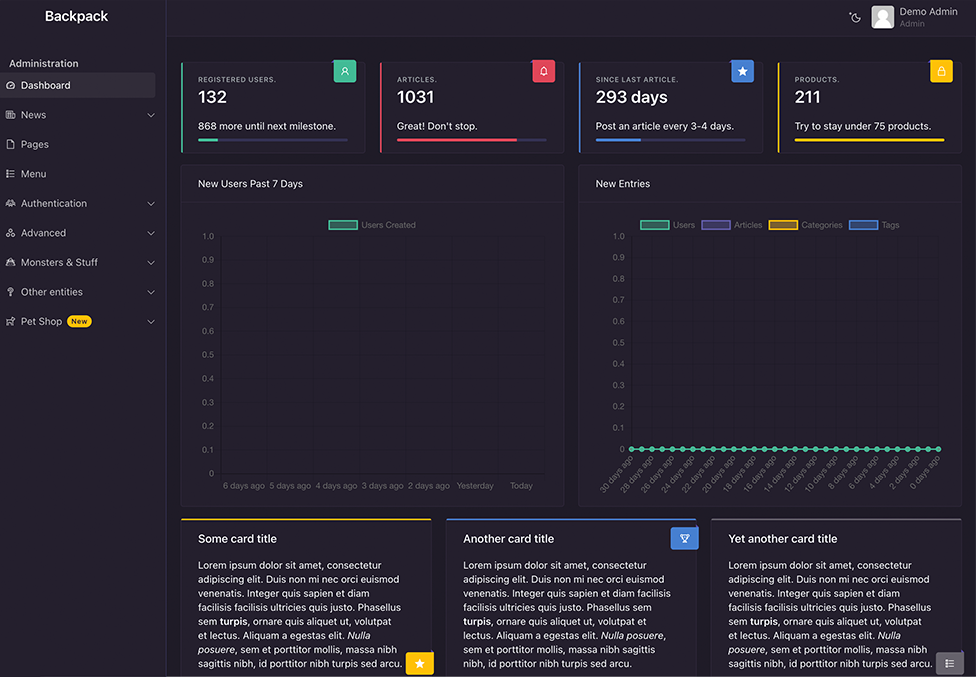 Backpack
Demo Admin
Admin
Administration
Dashboard
News
Pages
Menu
Authentication
Advanced
Monsters & Stuff
Other entities
Pet Shop New
REGISTERED USERS.
132
868 more until next milestone.
ARTICLES.
1031
Great! Don't stop.
SINCE LAST ARTICLE.
293 days
Post an article every 3-4 days.
PRODUCTS.
211
Try to stay under 75 products.
New Users Past 7 Days
Users Created
1.0
0.9
0.8
0.7
0.6
0.5
0.4
0.3
0.2
0.1
0
6 days ago 5 days ago 4 days ago 3 days ago 2 days ago Yesterday Today
New Entries
Users Articles Categories Tags
1.0
0.9
0.8
0.7
0.6
0.5
0.4
0.3
0.2
0.1
0
30 days ago 28 days ago 26 days ago 24 days ago 22 days ago 20 days ago 18 days ago 16 days ago 14 days ago 12 days ago 10 days ago 8 days ago 6 days ago 4 days ago 2 days ago 0 days ago
Some card title
Lorem ipsum dolor sit amet, consectetur
adipiscing elit. Duis non mi nec orci euismod
venenatis. Integer quis sapien et diam
facilisis facilisis ultricies quis justo. Phasellus
sem turpis, ornare quis aliquet ut, volutpat
et lectus. Aliquam a egestas elit. Nulla
posuere, sem et porttitor mollis, massa nibh
sagittis nibh, id porttitor nibh turpis sed arcu.
Another card title
Lorem ipsum dolor sit amet, consectetur
adipiscing elit. Duis non mi nec orci euismod
venenatis. Integer quis sapien et diam
facilisis ultricies quis justo. Phasellus sem
turpis, ornare quis aliquet ut, volutpat et
lectus. Aliquam a egestas elit. Nulla posuere,
sem et porttitor mollis, massa nibh sagittis
nibh, id porttitor nibh turpis sed arcu.
Yet another card title
Lorem ipsum dolor sit amet, consectetur
adipiscing elit. Duis non mi nec orci euismod
venenatis. Integer quis sapien et diam
facilisis facilisis ultricies quis justo. Phasellus
sem turpis, ornare quis aliquet ut, volutpat
et lectus. Aliquam a egestas elit. Nulla
posuere, sem et porttitor mollis, massa nibh
sagittis nibh, id porttitor nibh turpis sed arcu.